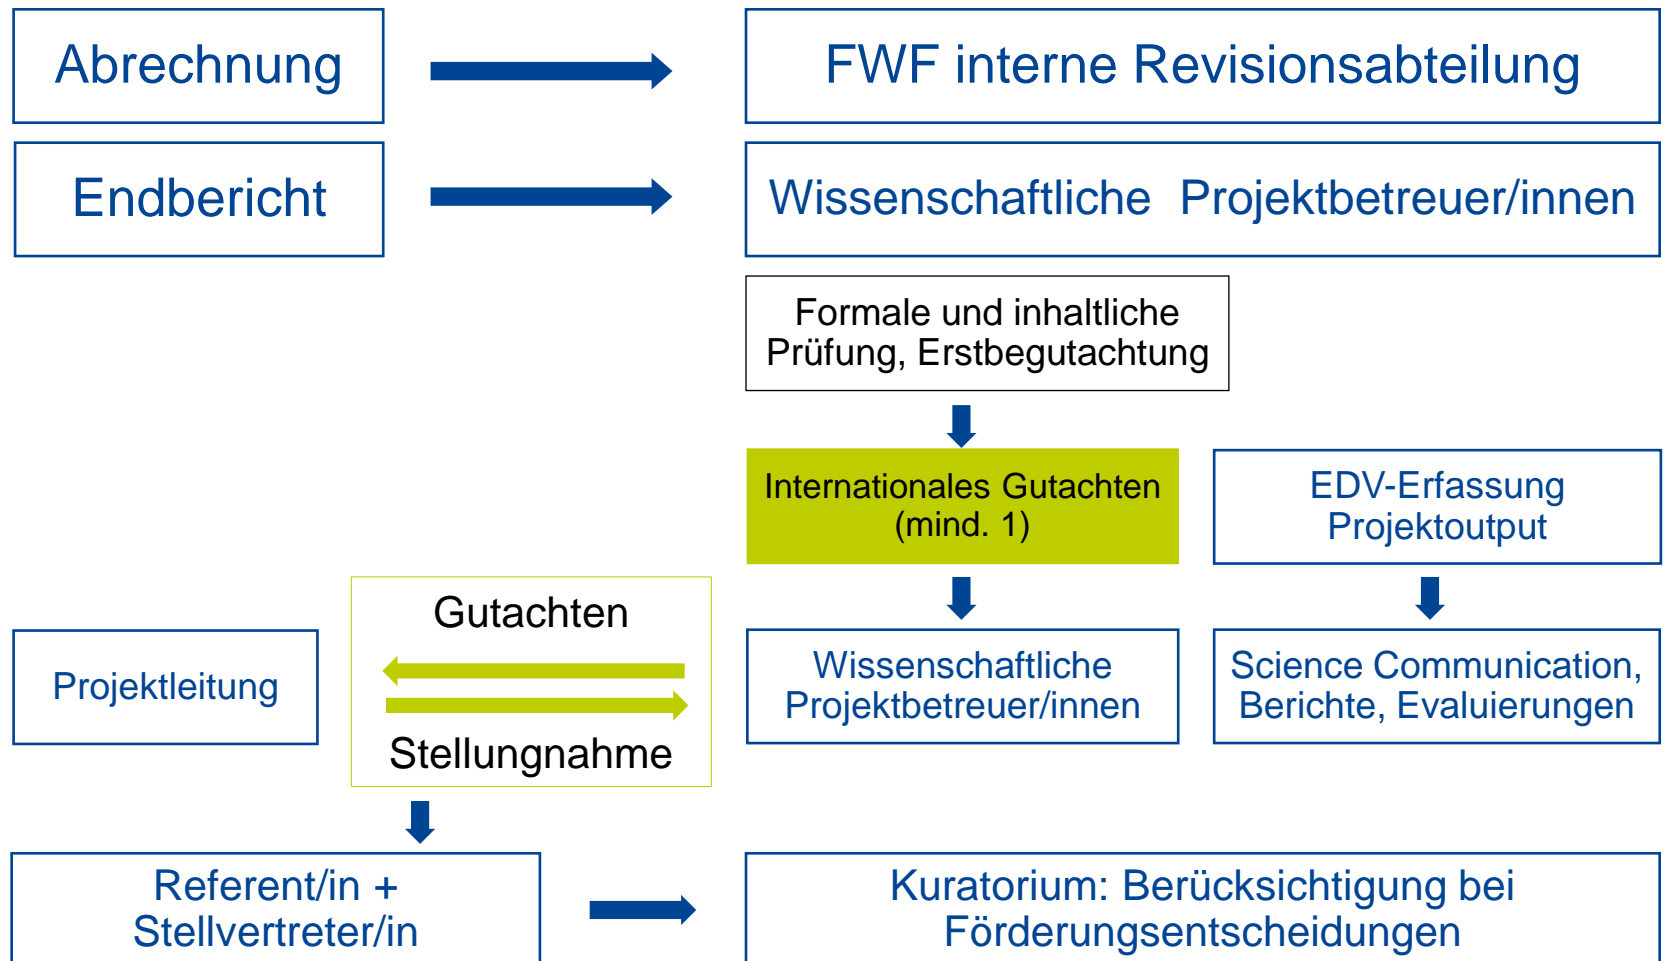 Abrechnung
FWF interne Revisionsabteilung
Endbericht
Wissenschaftliche Projektbetreuer/innen
Formale und inhaltliche
Prüfung, Erstbegutachtung
Internationales Gutachten
(mind. 1)
EDV-Erfassung
Projektoutput
Gutachten
Stellungnahme
Projektleitung
Wissenschaftliche
Projektbetreuer/innen
Science Communication,
Berichte, Evaluierungen
Referent/in +
Stellvertreter/in
Kuratorium: Berücksichtigung bei
Förderungsentscheidungen